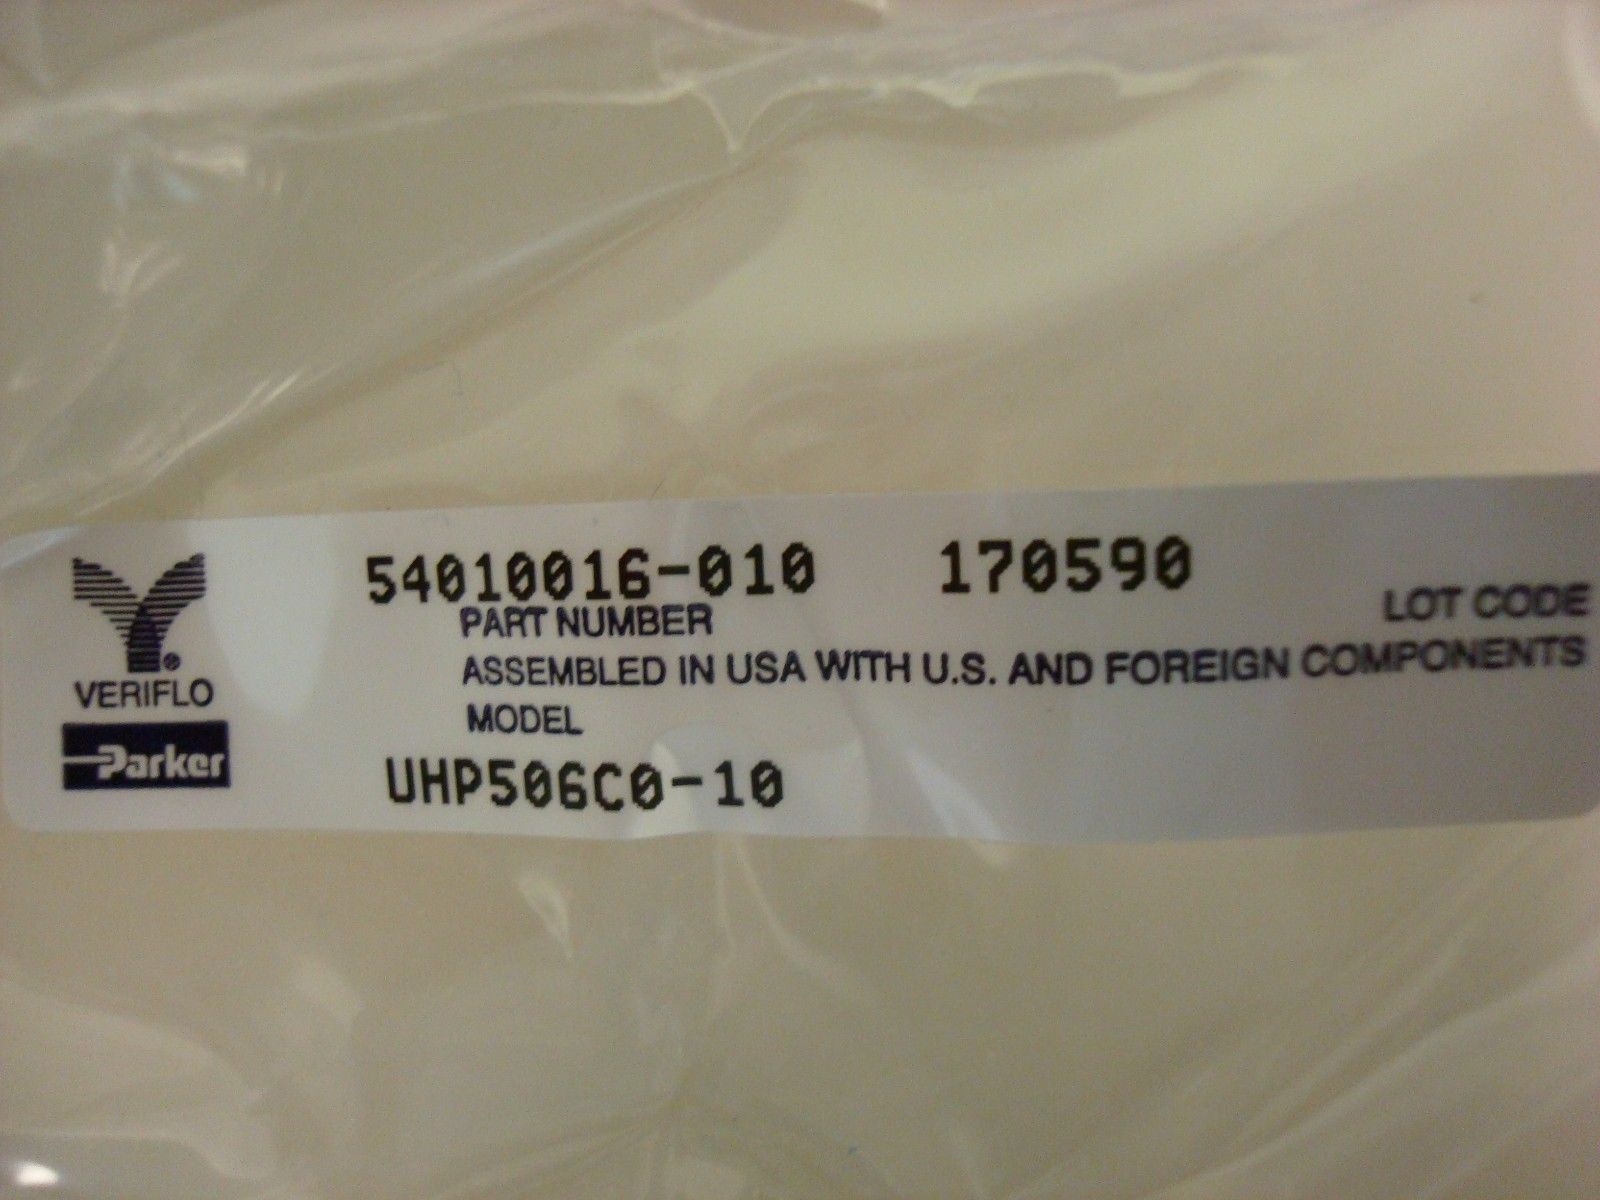 54010016-010 170590
PART NUMBER LOT CODE
ASSEMBLED IN USA WITH U.S. AND FOREIGN COMPONENTS
MODEL
UHP506C0-10
®
VERIFLO
Parker